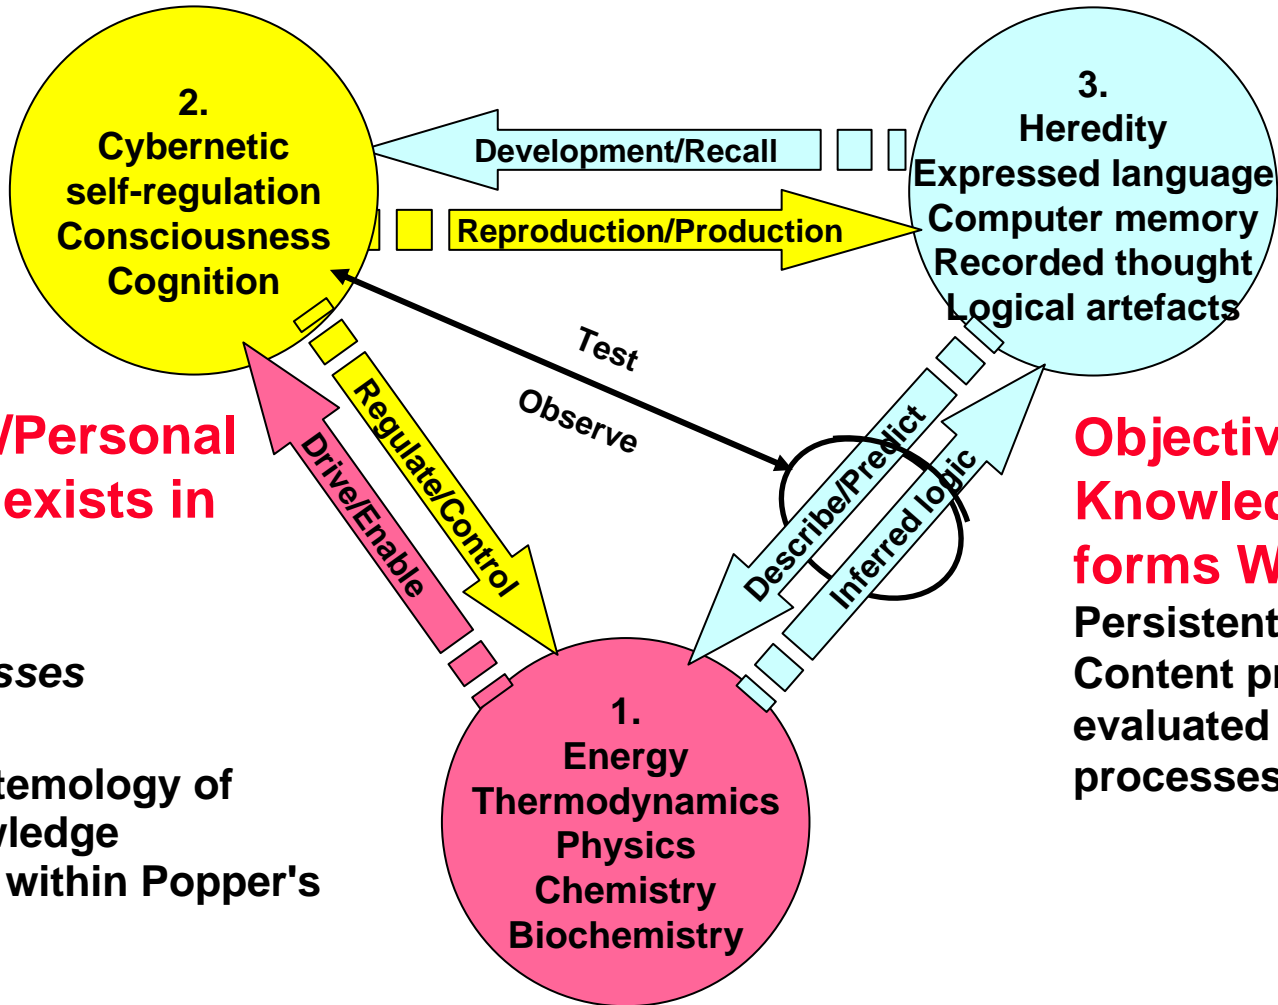 2.
Cybernetic
self-regulation
Consciousness
Cognition
3.
Heredity
Expressed language
Computer memory
Recorded thought
Logical artefacts
Development/Recall
Reproduction/Production
Test
Observe
Regulate/Control
Drive/Enable
Describe/Predict
Inferred logic
/Personal
exists in
sses
temology of
wledge
within Popper's
Objectiv
Knowled
forms W
Persistent
Content pr
evaluated
processes
1.
Energy
Thermodynamics
Physics
Chemistry
Biochemistry